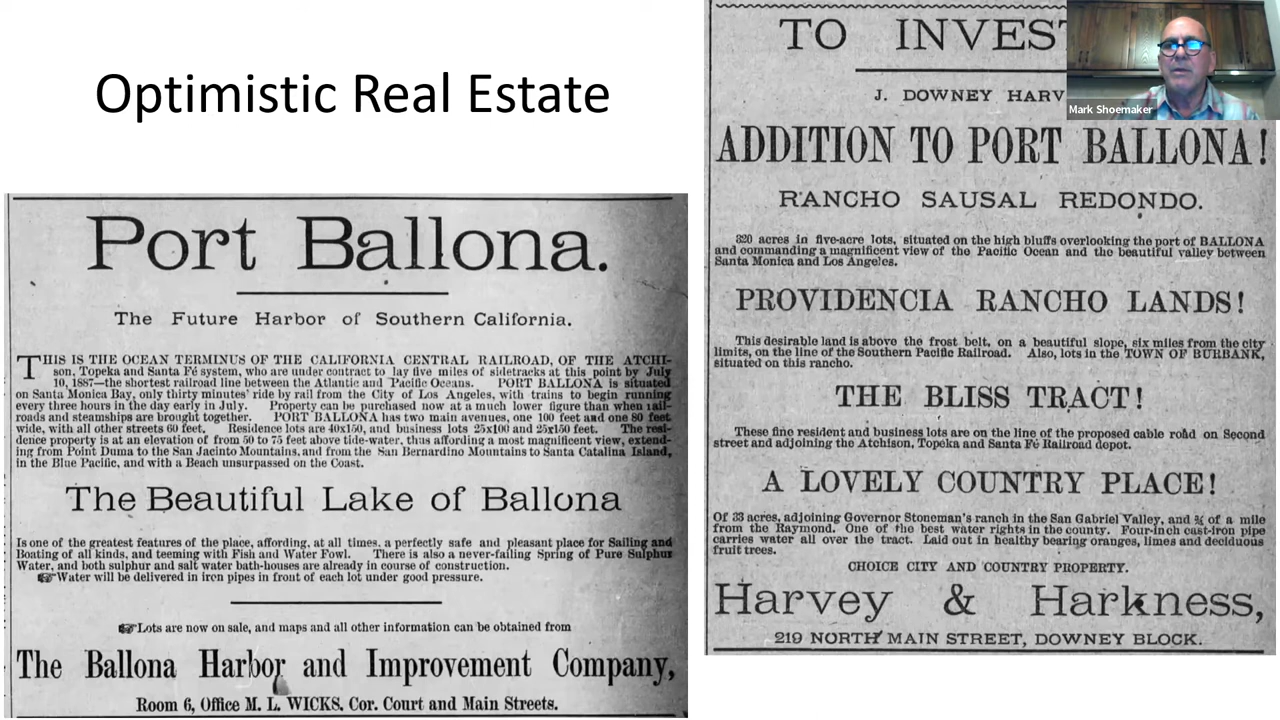 Optimistic Real Estate
Port Ballona.
The Future Harbor of Southern California.
THIS IS THE OCEAN TERMINUS OF THE CALIFORNIA CENTRAL RAILROAD, OF THE ATCHI-
son, Topeka and Santa Fé system, who are under contract to lay five miles of sidetracks at this point by July
10, 1887—the shortest railroad line between the Atlantic and Pacific Oceans. PORT BALLONA is situated
on Santa Monica Bay, only thirty minutes' ride by rail from the City of Los Angeles, with trains to begin running
every three hours in the day early in July. Property can be purchased now at a much lower figure than when rail-
roads and steamships are brought together. PORT BALLONA has two main avenues, one 100 feet and one 80 feet
wide, with all other streets 60 feet. Residence lots are 40x150, and business lots 25x100 and 25x150 feet. The resi-
dence property is at an elevation of from 50 to 75 feet above tide-water, thus affording a most magnificent view, extend-
ing from Point Duma to the San Jacinto Mountains, and from the San Bernardino Mountains to Santa Catalina Island,
in the Blue Pacific, and with a Beach unsurpassed on the Coast.
The Beautiful Lake of Ballona
Is one of the greatest features of the place, affording, at all times, a perfectly safe and pleasant place for Sailing and
Boating of all kinds, and teeming with Fish and Water Fowl. There is also a never-failing Spring of Pure Sulphur
Water, and both sulphur and salt water bath-houses are already in course of construction.
☞Water will be delivered in iron pipes in front of each lot under good pressure.
☞Lots are now on sale, and maps and all other information can be obtained from
The Ballona Harbor and Improvement Company,
Room 6, Office M. L. WICKS, Cor. Court and Main Streets.
TO INVEST
J. DOWNEY HARV
ADDITION TO PORT BALLONA!
RANCHO SAUSAL REDONDO.
320 acres in five-acre lots, situated on the high bluffs overlooking the port of BALLONA
and commanding a magnificent view of the Pacific Ocean and the beautiful valley between
Santa Monica and Los Angeles.
PROVIDENCIA RANCHO LANDS!
This desirable land is above the frost belt, on a beautiful slope, six miles from the city
limits, on the line of the Southern Pacific Railroad. Also, lots in the TOWN OF BURBANK,
situated on this rancho.
THE BLISS TRACT!
These fine resident and business lots are on the line of the proposed cable road on Second
street and adjoining the Atchison, Topeka and Santa Fé Railroad depot.
A LOVELY COUNTRY PLACE!
Of 33 acres, adjoining Governor Stoneman's ranch in the San Gabriel Valley, and ¾ of a mile
from the Raymond. One of the best water rights in the county. Four-inch cast-iron pipe
carries water all over the tract. Laid out in healthy bearing oranges, limes and deciduous
fruit trees.
CHOICE CITY AND COUNTRY PROPERTY.
Harvey & Harkness,
219 NORTH MAIN STREET, DOWNEY BLOCK.
Mark Shoemaker